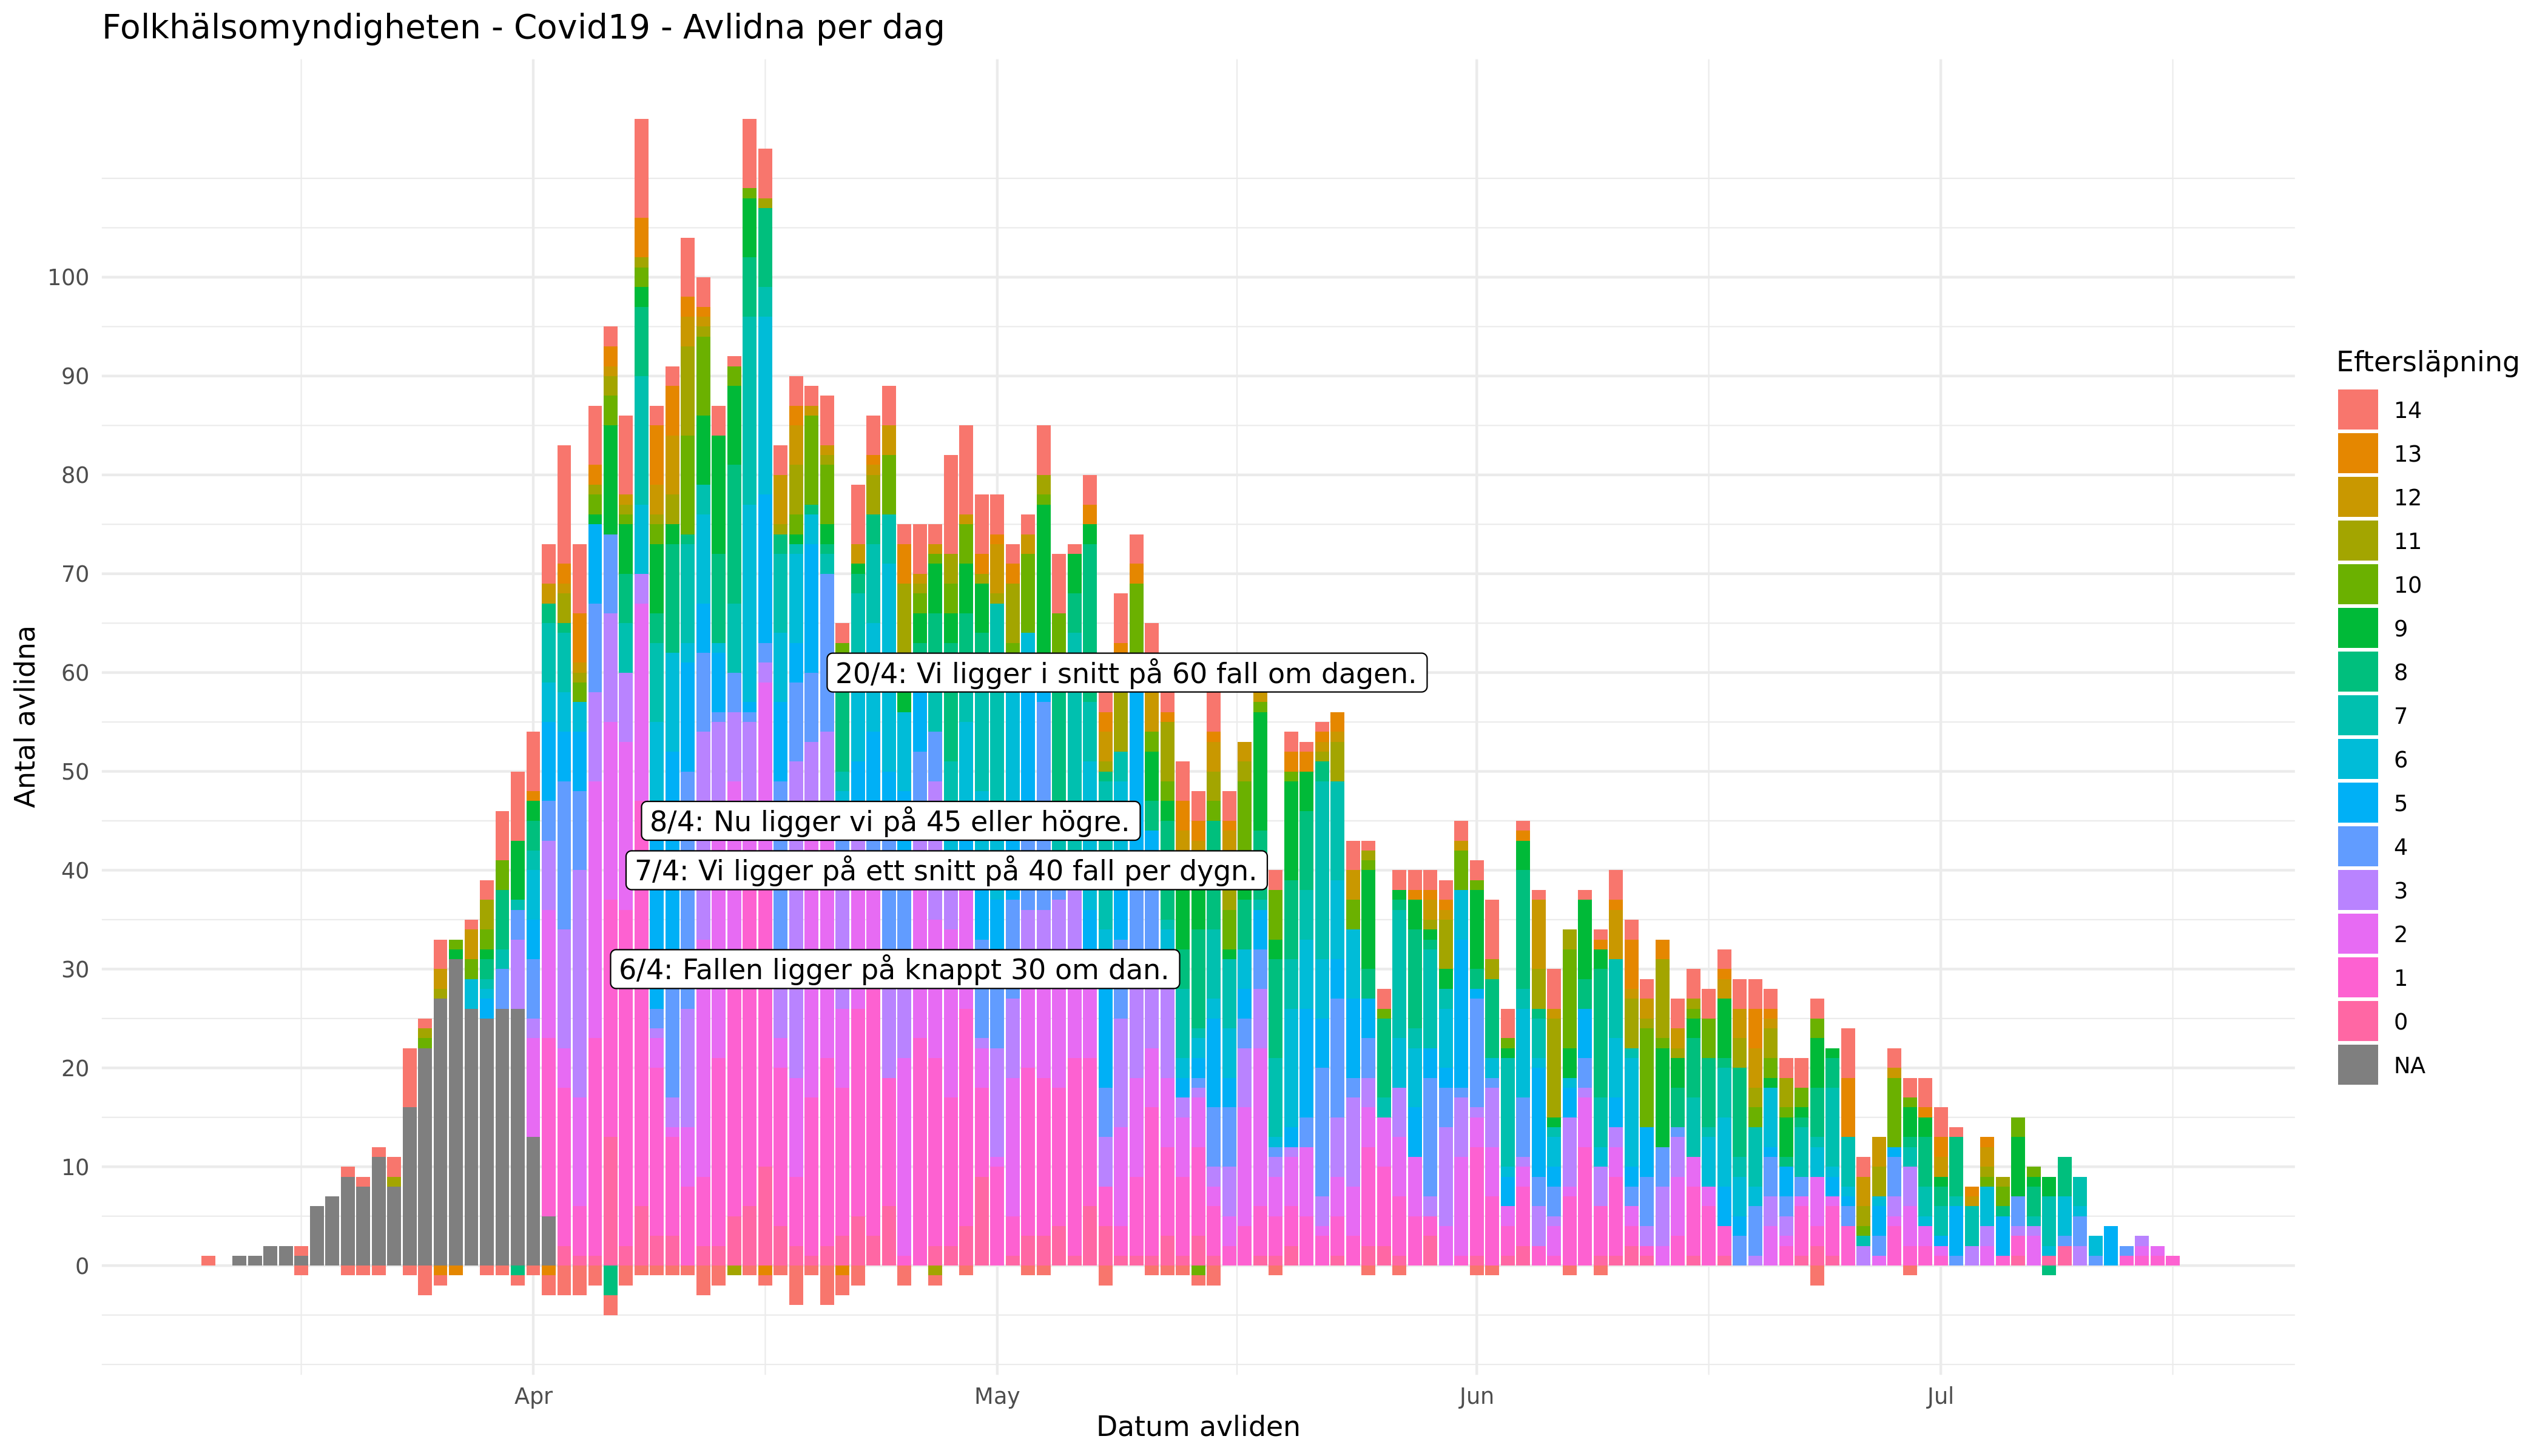 Folkhälsomyndigheten - Covid19 - Avlidna per dag
Antal avlidna
100
90
80
70
60
50
40
30
20
10
0
20/4: Vi ligger i snitt på 60 fall om dagen.
8/4: Nu ligger vi på 45 eller högre.
7/4: Vi ligger på ett snitt på 40 fall per dygn.
6/4: Fallen ligger på knappt 30 om dan.
Apr
May
Jun
Jul
Datum avliden
Eftersläpning
14
13
12
11
10
9
8
7
6
5
4
3
2
1
0
NA